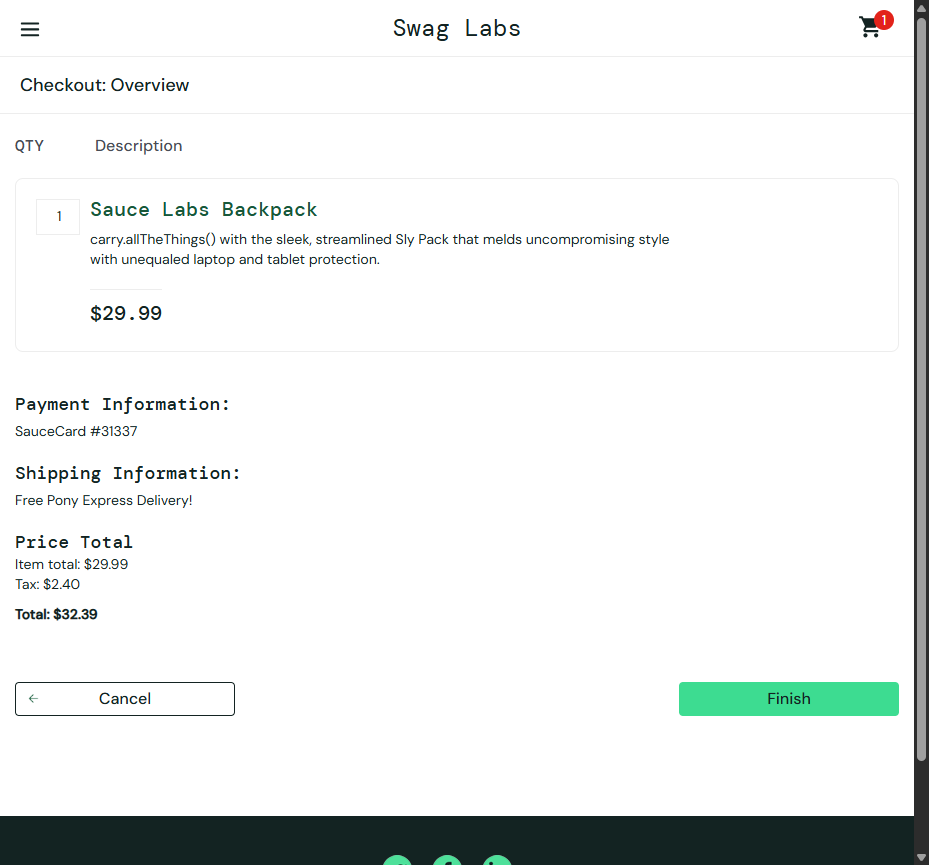 Swag Labs
1
Checkout: Overview
QTY Description
1
Sauce Labs Backpack
carry.allTheThings() with the sleek, streamlined Sly Pack that melds uncompromising style
with unequaled laptop and tablet protection.
$29.99
Payment Information:
SauceCard #31337
Shipping Information:
Free Pony Express Delivery!
Price Total
Item total: $29.99
Tax: $2.40
Total: $32.39
Cancel Finish